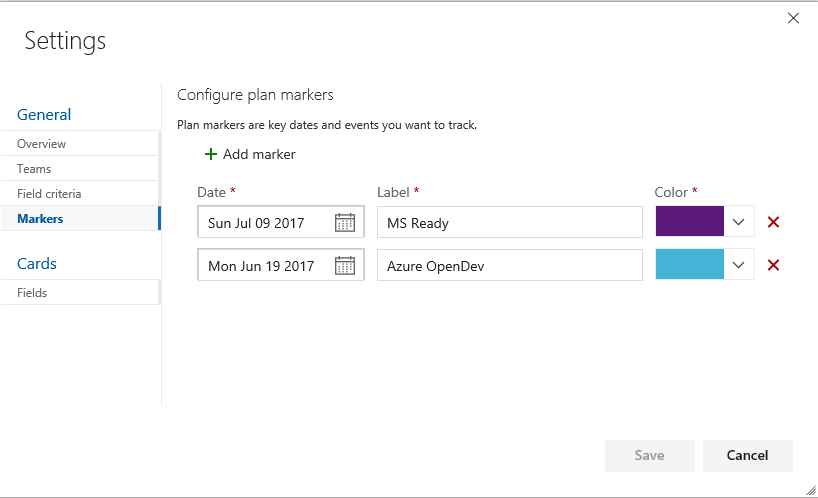 Settings
General
Overview
Teams
Field criteria
Markers
Cards
Fields
Configure plan markers
Plan markers are key dates and events you want to track.
Add marker
Date * Label * Color *
Sun Jul 09 2017 MS Ready
Mon Jun 19 2017 Azure OpenDev
Save Cancel